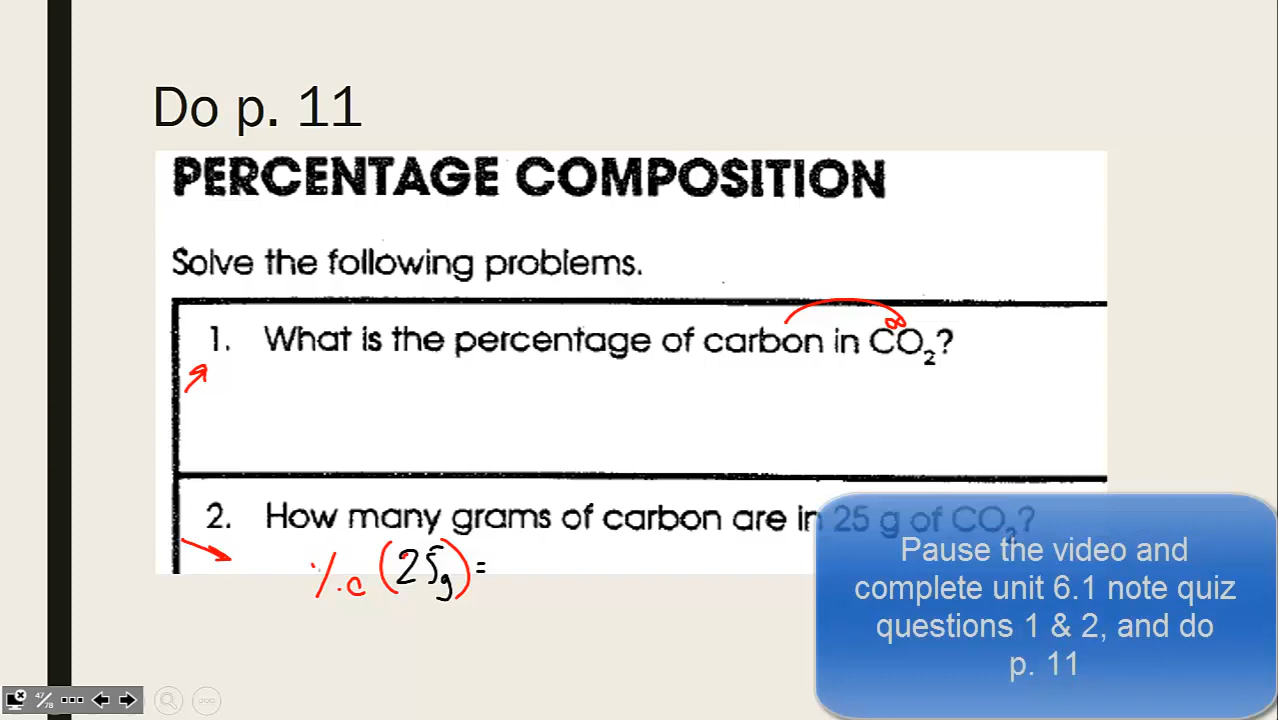 Do p. 11
PERCENTAGE COMPOSITION
Solve the following problems.
1. What is the percentage of carbon in CO₂?
2. How many grams of carbon are in 25 g of CO₂?
%C (25g) =
Pause the video and
complete unit 6.1 note quiz
questions 1 & 2, and do
p. 11
47/78